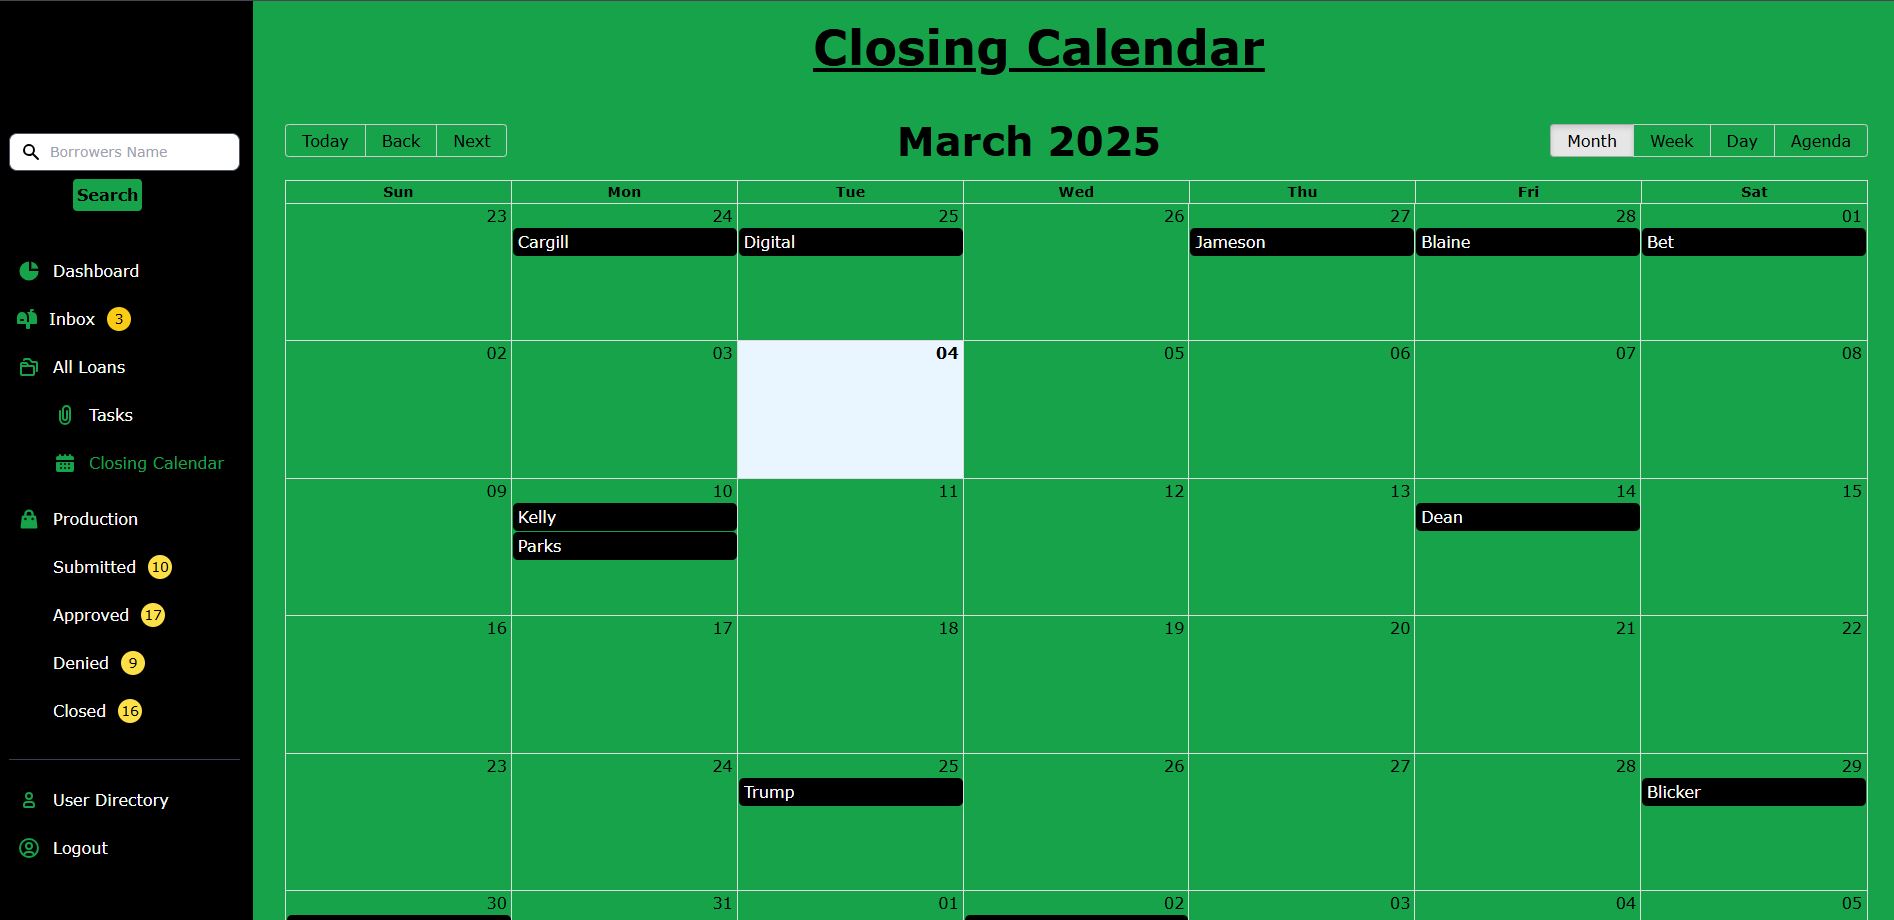 Closing Calendar
Borrowers Name
Search
Dashboard
Inbox 3
All Loans
Tasks
Closing Calendar
Production
Submitted 10
Approved 17
Denied 9
Closed 16
User Directory
Logout
Today Back Next
March 2025
Month Week Day Agenda
Sun Mon Tue Wed Thu Fri Sat
23 24 25 26 27 28 01
Cargill Digital Jameson Blaine Bet
02 03 04 05 06 07 08
09 10 11 12 13 14 15
Kelly Dean
Parks
16 17 18 19 20 21 22
23 24 25 26 27 28 29
Trump Blicker
30 31 01 02 03 04 05